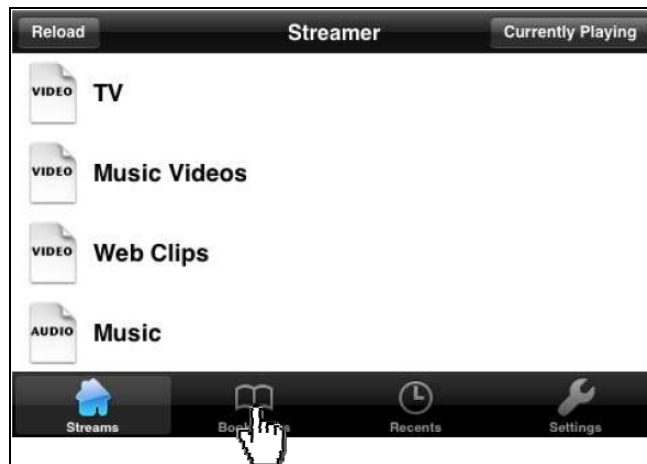 Reload Streamer Currently Playing
VIDEO TV
VIDEO Music Videos
VIDEO Web Clips
AUDIO Music
Streams Recents Settings